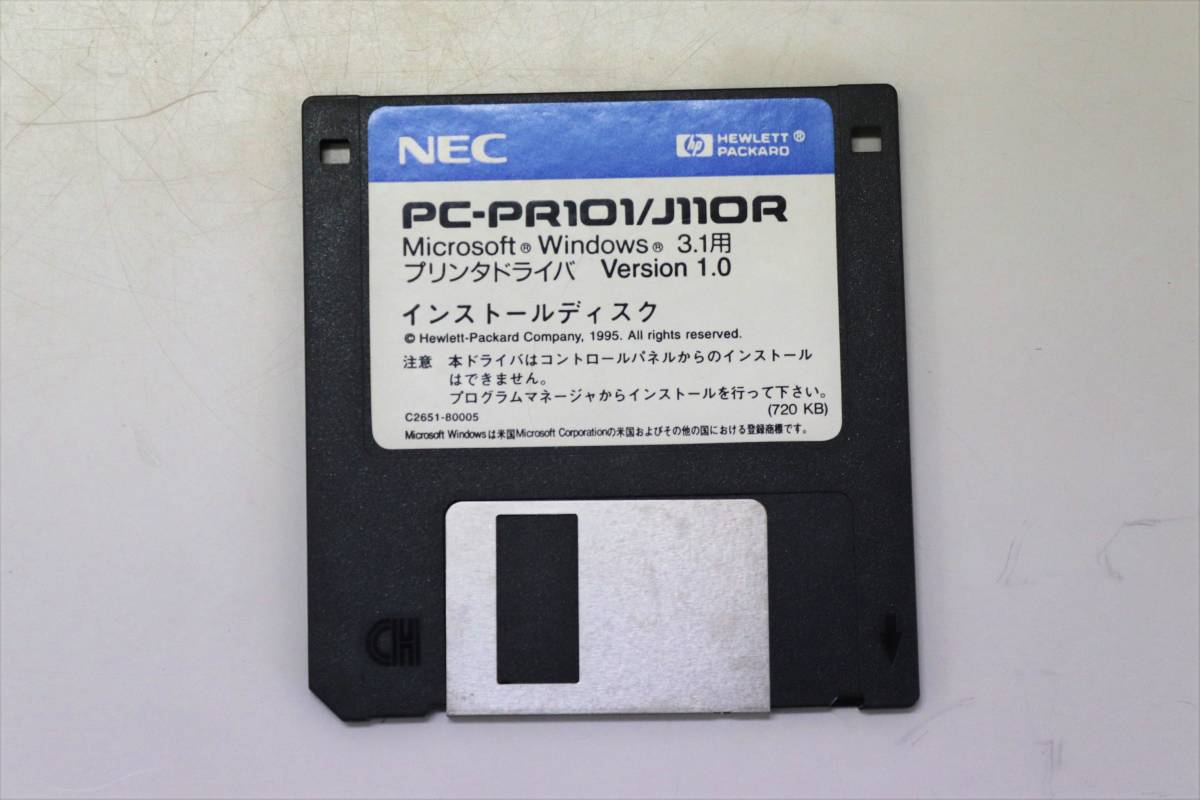 NEC
hp HEWLETT® PACKARD
PC-PR101/J110R
Microsoft® Windows® 3.1用
プリンタドライバ Version 1.0
インストールディスク
© Hewlett-Packard Company, 1995. All rights reserved.
注意 本ドライバはコントロールパネルからのインストール
はできません。
プログラムマネージャからインストールを行って下さい。
(720 KB)
C2651-80005
Microsoft Windowsは米国Microsoft Corporationの米国およびその他の国における登録商標です。